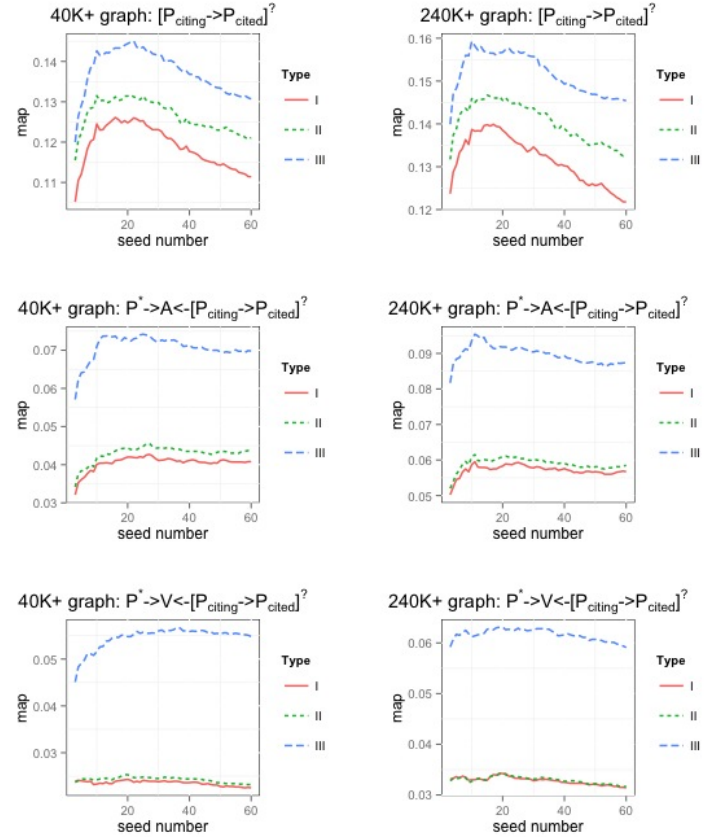 40K+ graph: [Pciting->Pcited]?
240K+ graph: [Pciting->Pcited]?
map
0.14
0.13
0.12
0.11
20
40
60
seed number
Type
I
II
III
map
0.16
0.15
0.14
0.13
0.12
20
40
60
seed number
Type
I
II
III
40K+ graph: P*->A<-[Pciting->Pcited]?
240K+ graph: P*->A<-[Pciting->Pcited]?
map
0.07
0.06
0.05
0.04
0.03
20
40
60
seed number
Type
I
II
III
map
0.09
0.08
0.07
0.06
0.05
20
40
60
seed number
Type
I
II
III
40K+ graph: P*->V<-[Pciting->Pcited]?
240K+ graph: P*->V<-[Pciting->Pcited]?
map
0.05
0.04
0.03
20
40
60
seed number
Type
I
II
III
map
0.06
0.05
0.04
0.03
20
40
60
seed number
Type
I
II
III